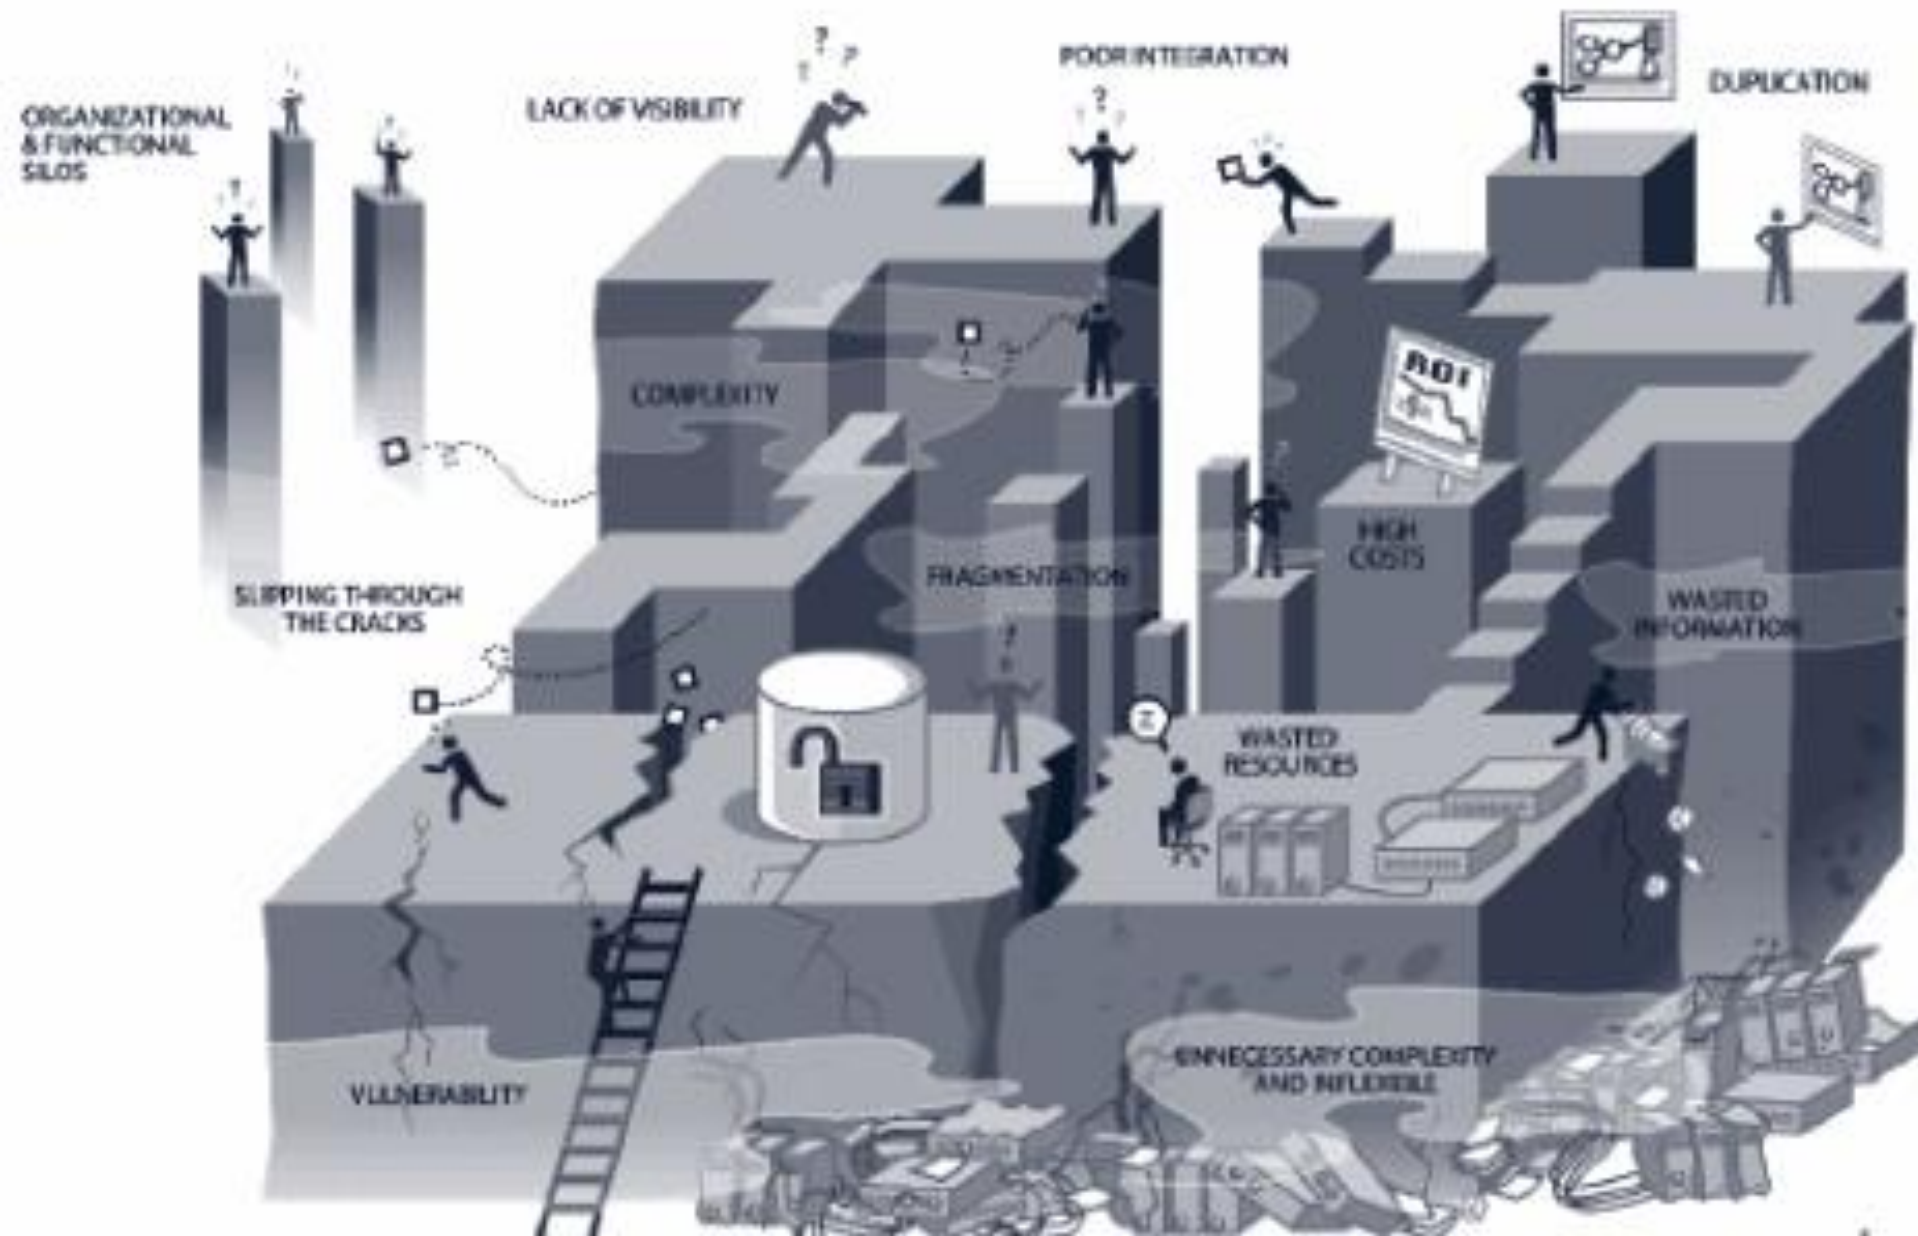 POOR INTEGRATION
DUPLICATION
LACK OF VISIBILITY
ORGANIZATIONAL
& FUNCTIONAL
SILOS
ROI
$
COMPLEXITY
HIGH
COSTS
FRAGMENTATION
SLIPPING THROUGH
THE CRACKS
WASTED
INFORMATION
WASTED
RESOURCES
UNNECESSARY COMPLEXITY
AND INFLEXIBLE
VULNERABILITY